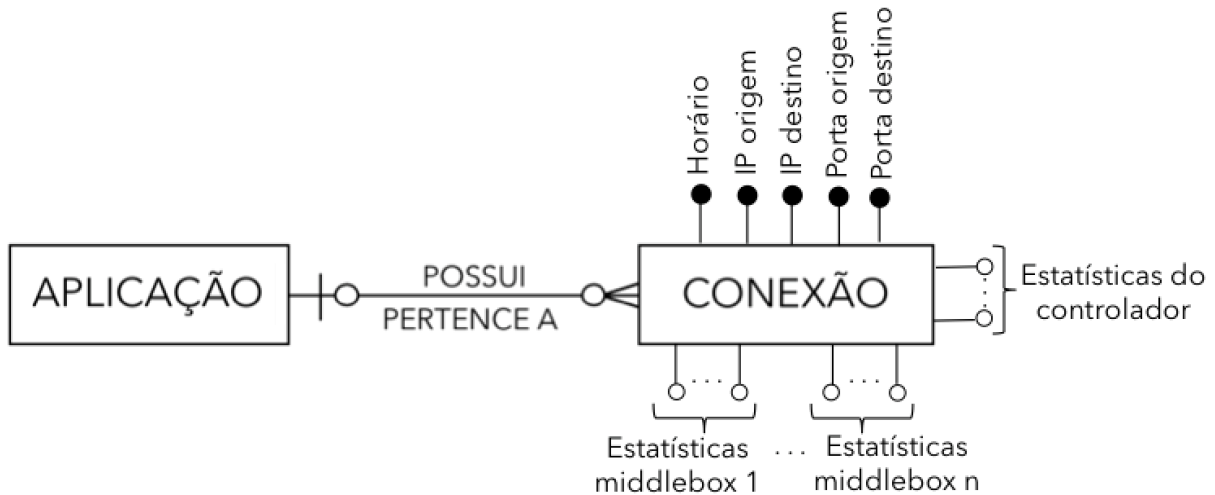 Horário
IP origem
IP destino
Porta origem
Porta destino
APLICAÇÃO
POSSUI
PERTENCE A
CONEXÃO
Estatísticas do
controlador
... ...
Estatísticas ... Estatísticas
middlebox 1 middlebox n